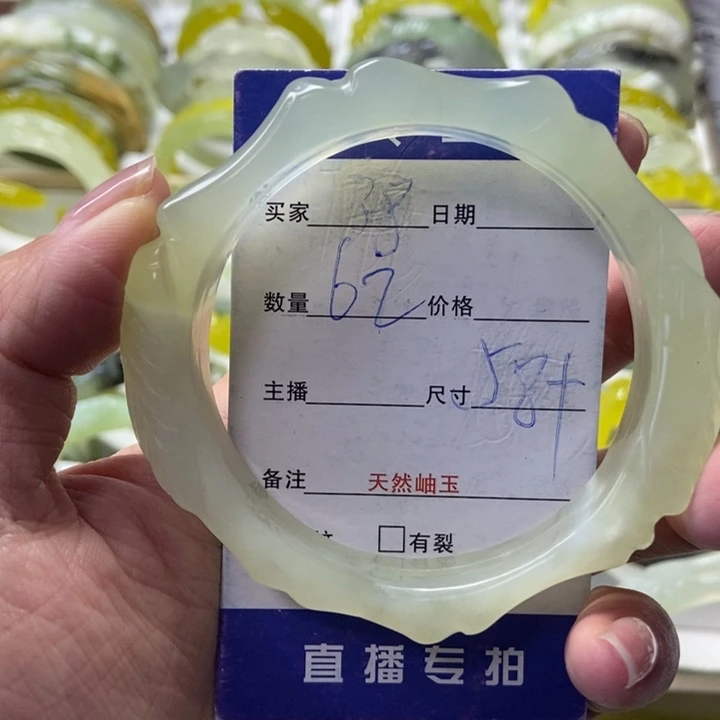 买家 日期
数量 62 价格
主播 尺寸 58+
备注 天然岫玉
□有裂
直播专拍